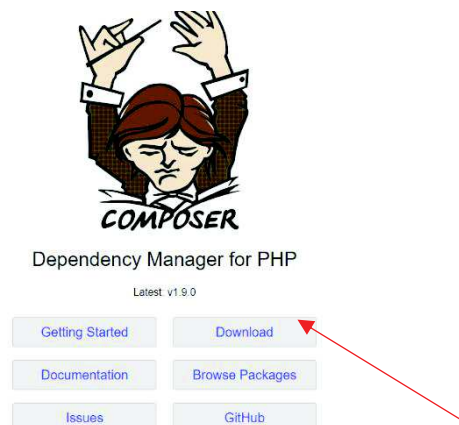 COMPOSER
Dependency Manager for PHP
Latest: v1.9.0
Getting Started
Download
Documentation
Browse Packages
Issues
GitHub